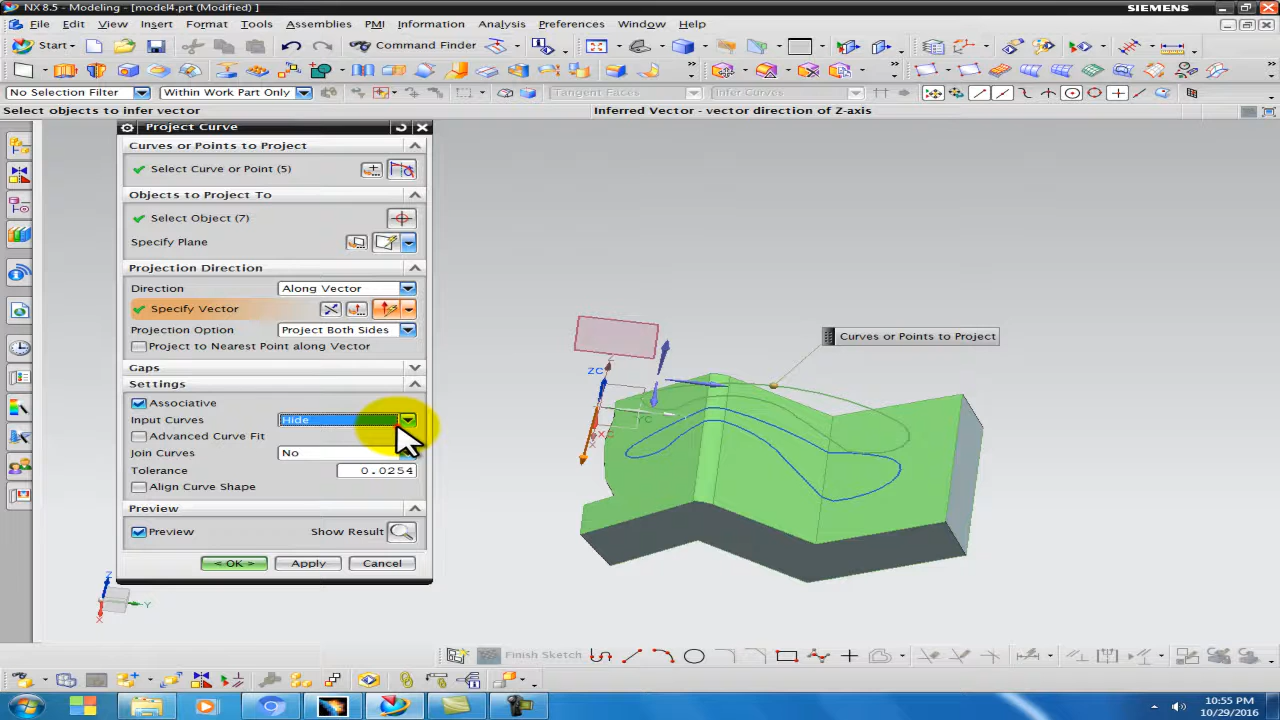 NX 8.5 - Modeling - [model4.prt (Modified) ]
SIEMENS
File Edit View Insert Format Tools Assemblies PMI Information Analysis Preferences Window Help
Start
Command Finder
No Selection Filter
Within Work Part Only
Tangent Faces
Infer Curves
Select objects to infer vector
Inferred Vector - vector direction of Z-axis
Project Curve
Curves or Points to Project
Select Curve or Point (5)
Objects to Project To
Select Object (7)
Specify Plane
Projection Direction
Direction Along Vector
Specify Vector
Projection Option Project Both Sides
Project to Nearest Point along Vector
Gaps
Settings
Associative
Input Curves Hide
Advanced Curve Fit
Join Curves No
Tolerance 0.0254
Align Curve Shape
Preview
Preview Show Result
< OK > Apply Cancel
Curves or Points to Project
Z
ZC
YC
XC
X
Z
Y
X
Finish Sketch
10:55 PM
10/29/2016